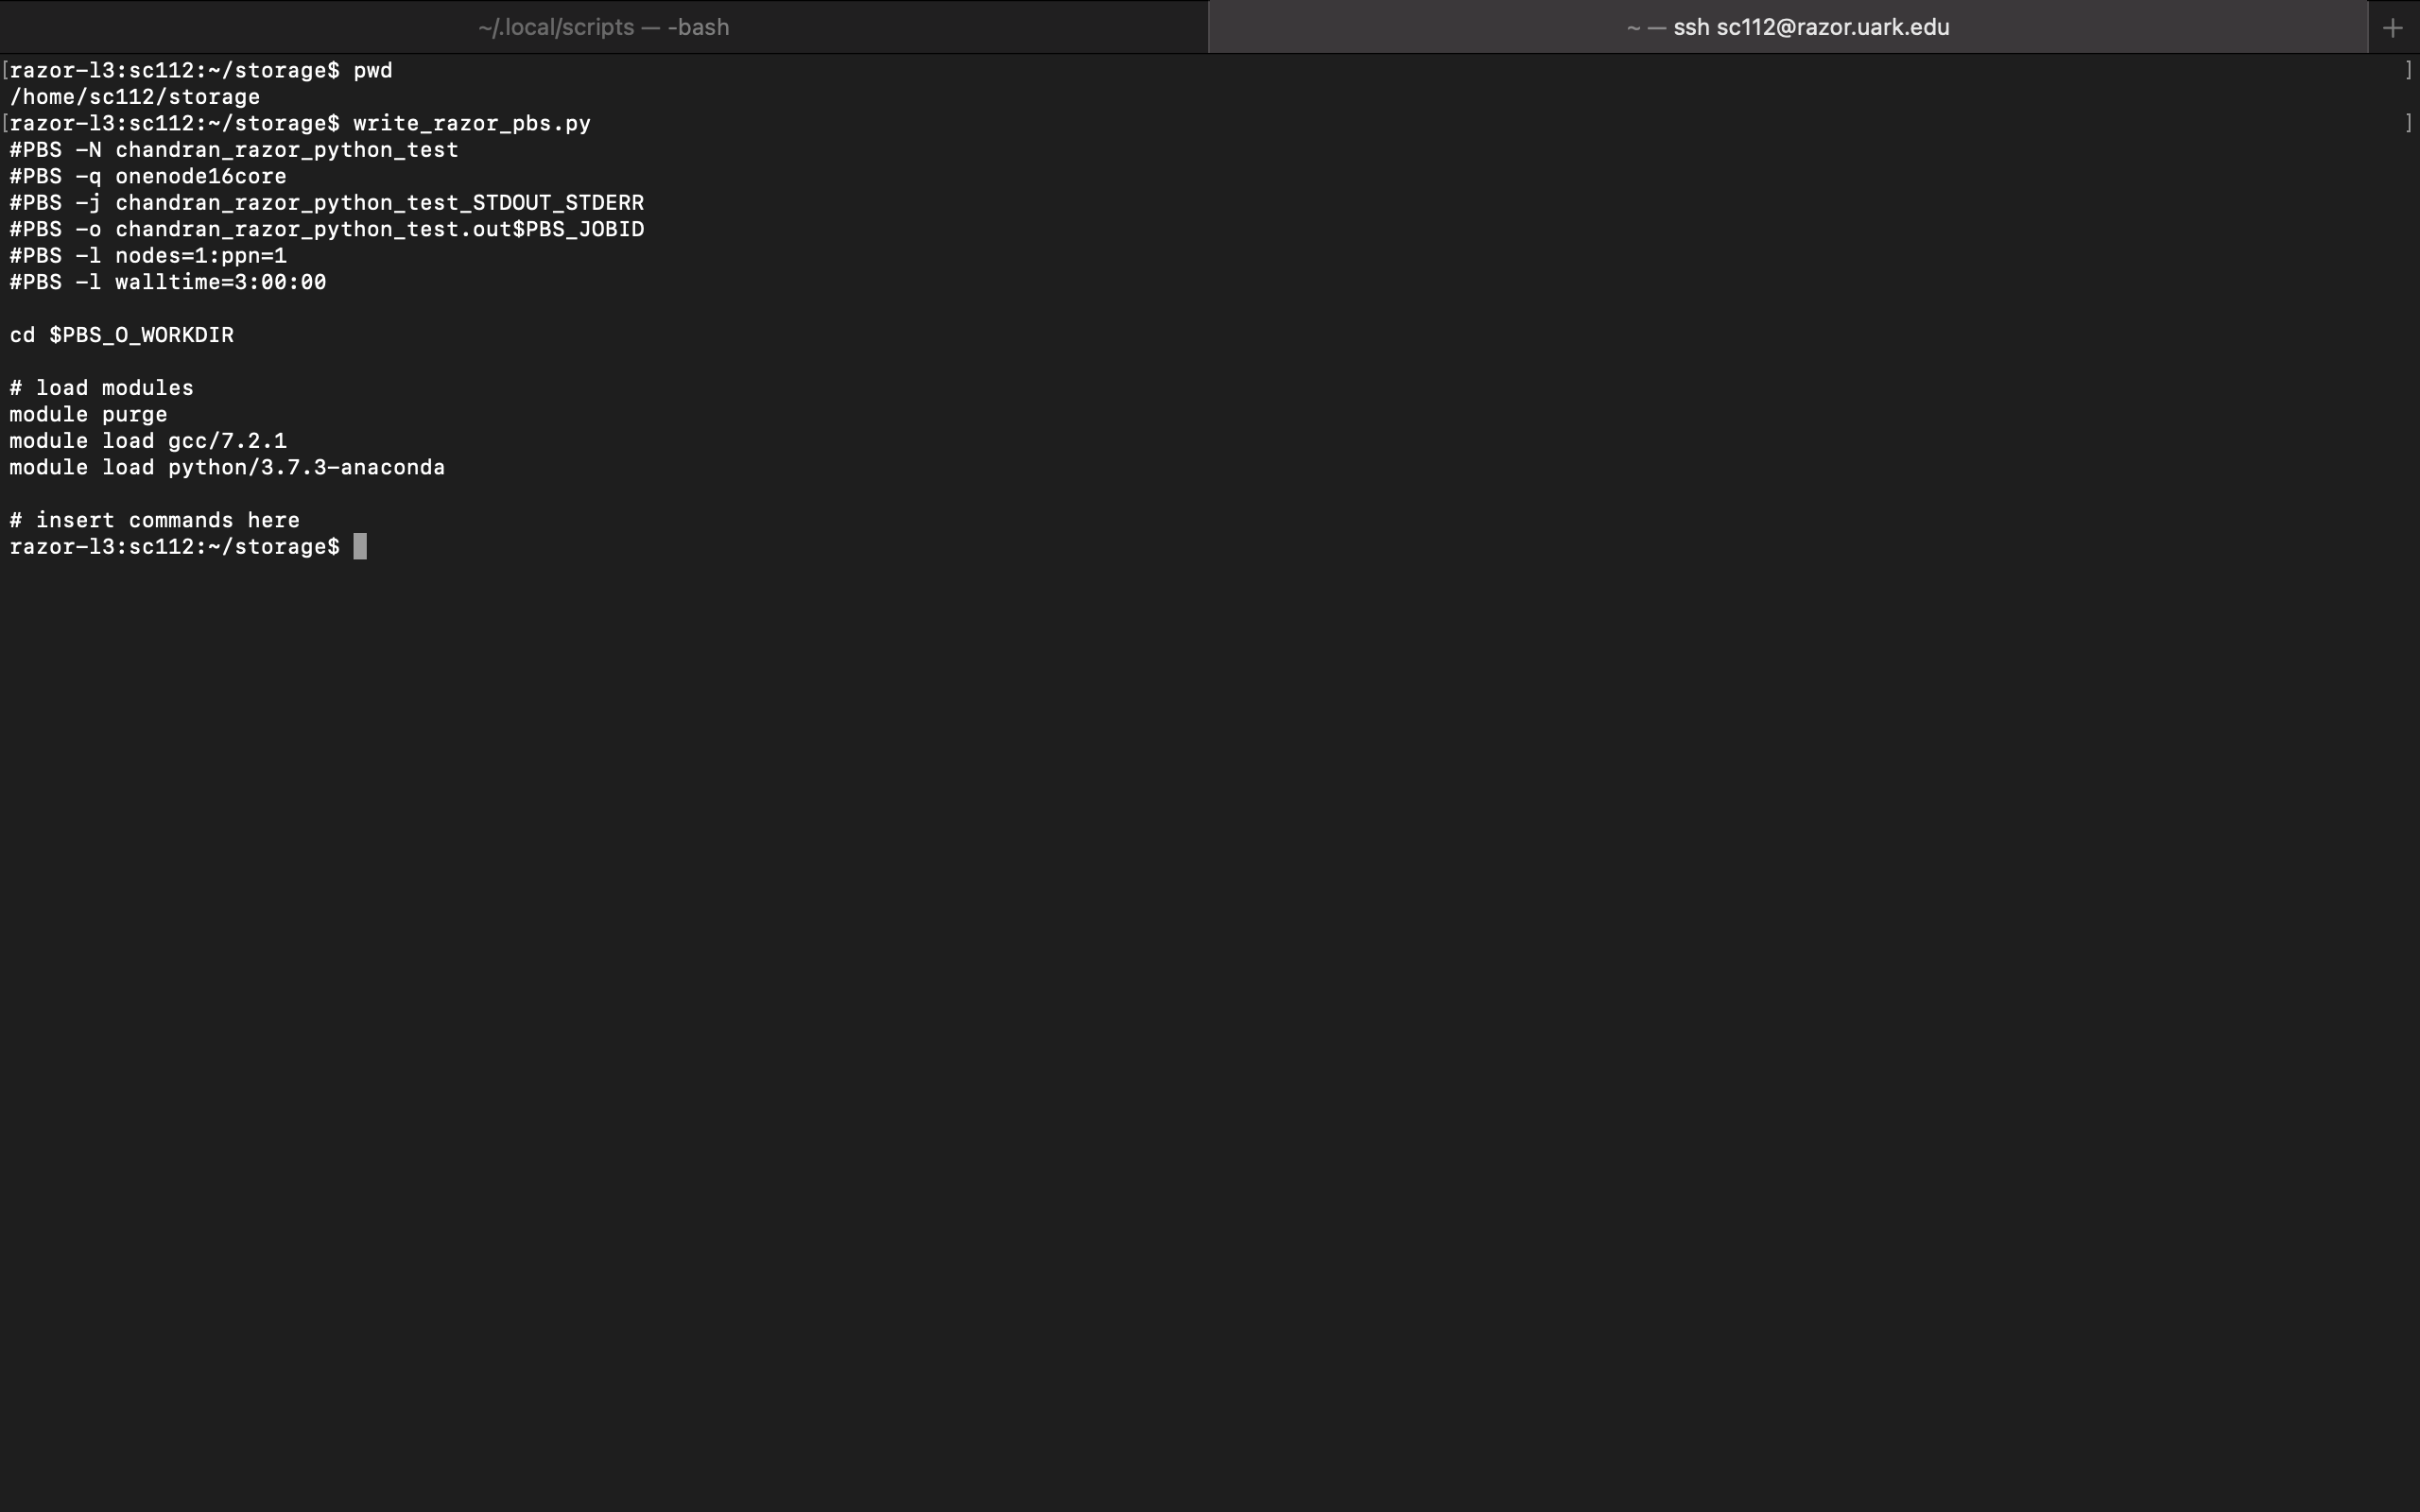 ~/.local/scripts — -bash
~ — ssh sc112@razor.uark.edu
[razor-l3:sc112:~/storage$ pwd ]
/home/sc112/storage
[razor-l3:sc112:~/storage$ write_razor_pbs.py ]
#PBS -N chandran_razor_python_test
#PBS -q onenode16core
#PBS -j chandran_razor_python_test_STDOUT_STDERR
#PBS -o chandran_razor_python_test.out$PBS_JOBID
#PBS -l nodes=1:ppn=1
#PBS -l walltime=3:00:00
cd $PBS_O_WORKDIR
# load modules
module purge
module load gcc/7.2.1
module load python/3.7.3-anaconda
# insert commands here
razor-l3:sc112:~/storage$